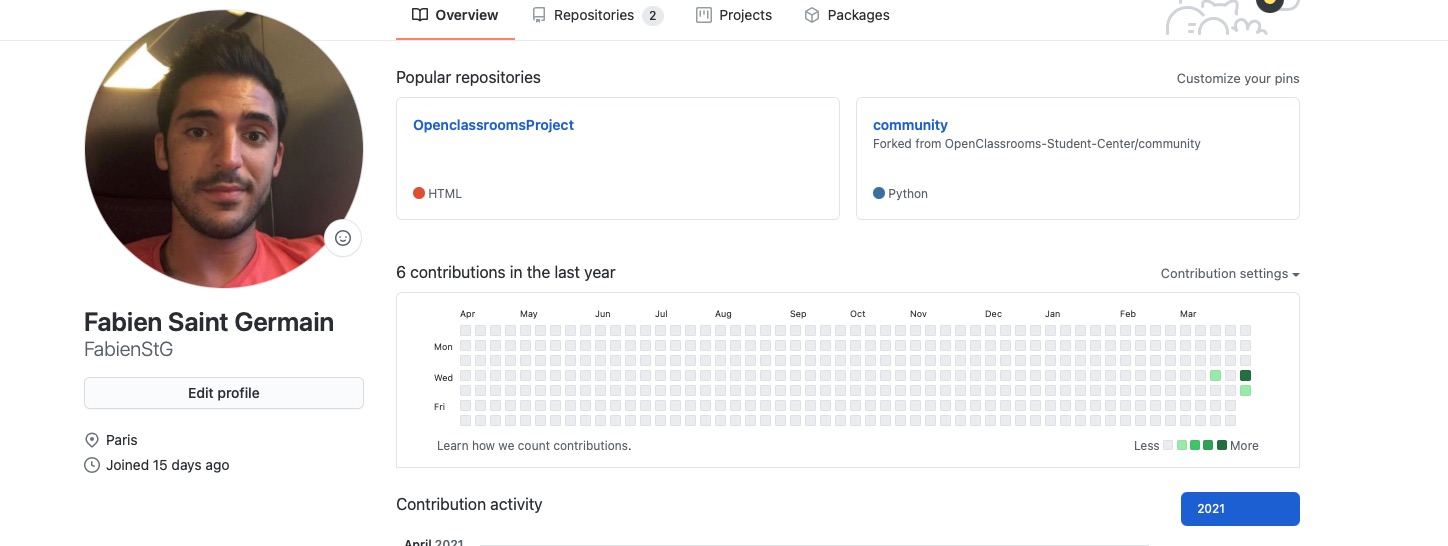 Overview Repositories 2 Projects Packages
Popular repositories Customize your pins
OpenclassroomsProject
HTML
community
Forked from OpenClassrooms-Student-Center/community
Python
Fabien Saint Germain
FabienStG
Edit profile
Paris
Joined 15 days ago
6 contributions in the last year Contribution settings
Apr May Jun Jul Aug Sep Oct Nov Dec Jan Feb Mar
Mon
Wed
Fri
Learn how we count contributions. Less More
Contribution activity 2021
April 2021